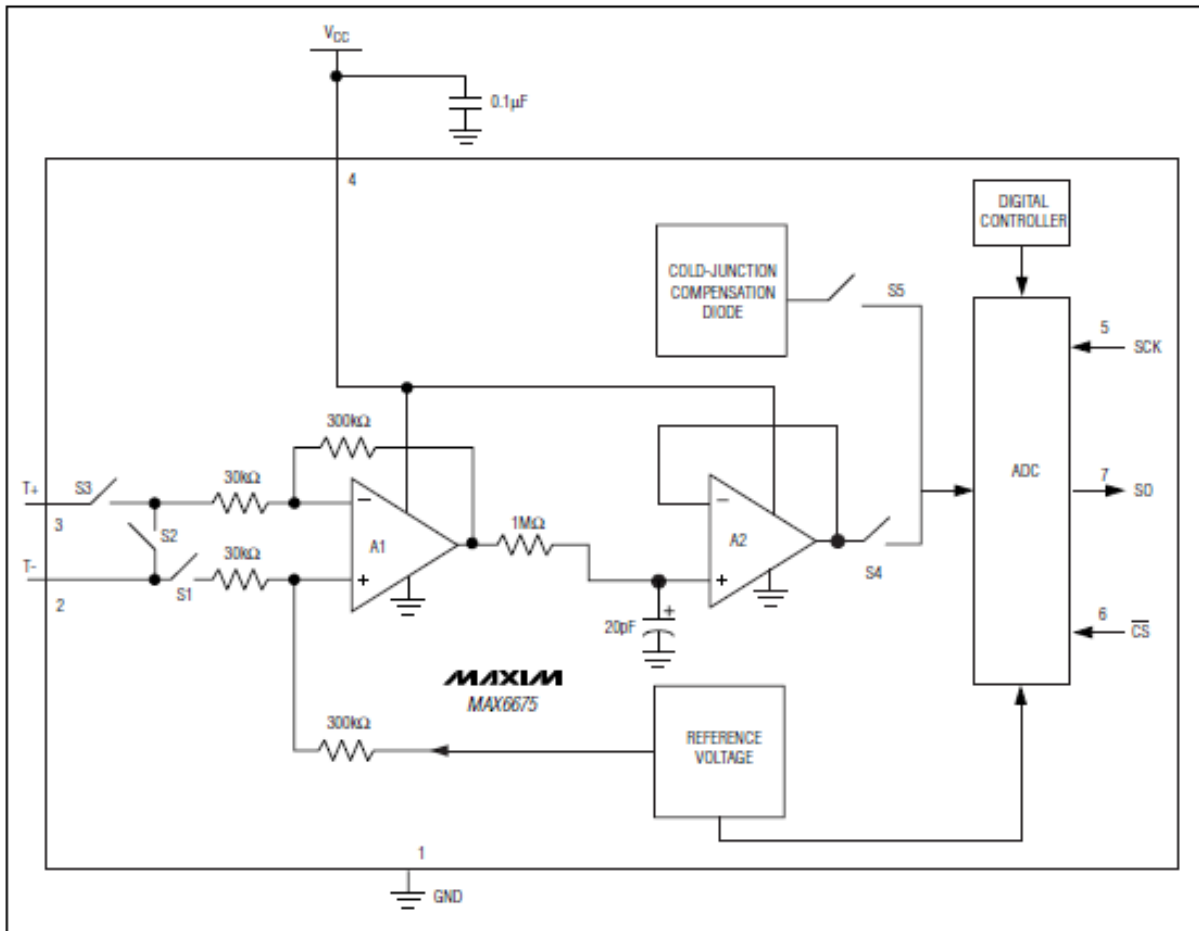 VCC
0.1µF
4
DIGITAL
CONTROLLER
COLD-JUNCTION
COMPENSATION
DIODE
S5
5
SCK
300kΩ
30kΩ
T+
S3
3
S2
A1
1MΩ
A2
ADC
7
SO
T-
30kΩ
S1
2
S4
20pF
+
6
CS
MAXIM
MAX6675
300kΩ
REFERENCE
VOLTAGE
1
GND